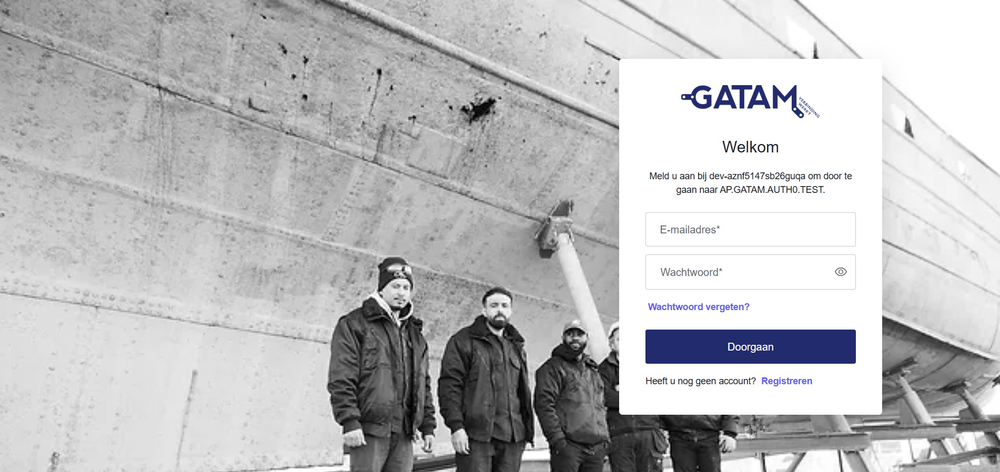 GATAM
VERBINDING
WERKT
Welkom
Meld u aan bij dev-aznf5147sb26guqa om door te
gaan naar AP.GATAM.AUTH0.TEST.
E-mailadres*
Wachtwoord*
Wachtwoord vergeten?
Doorgaan
Heeft u nog geen account? Registreren